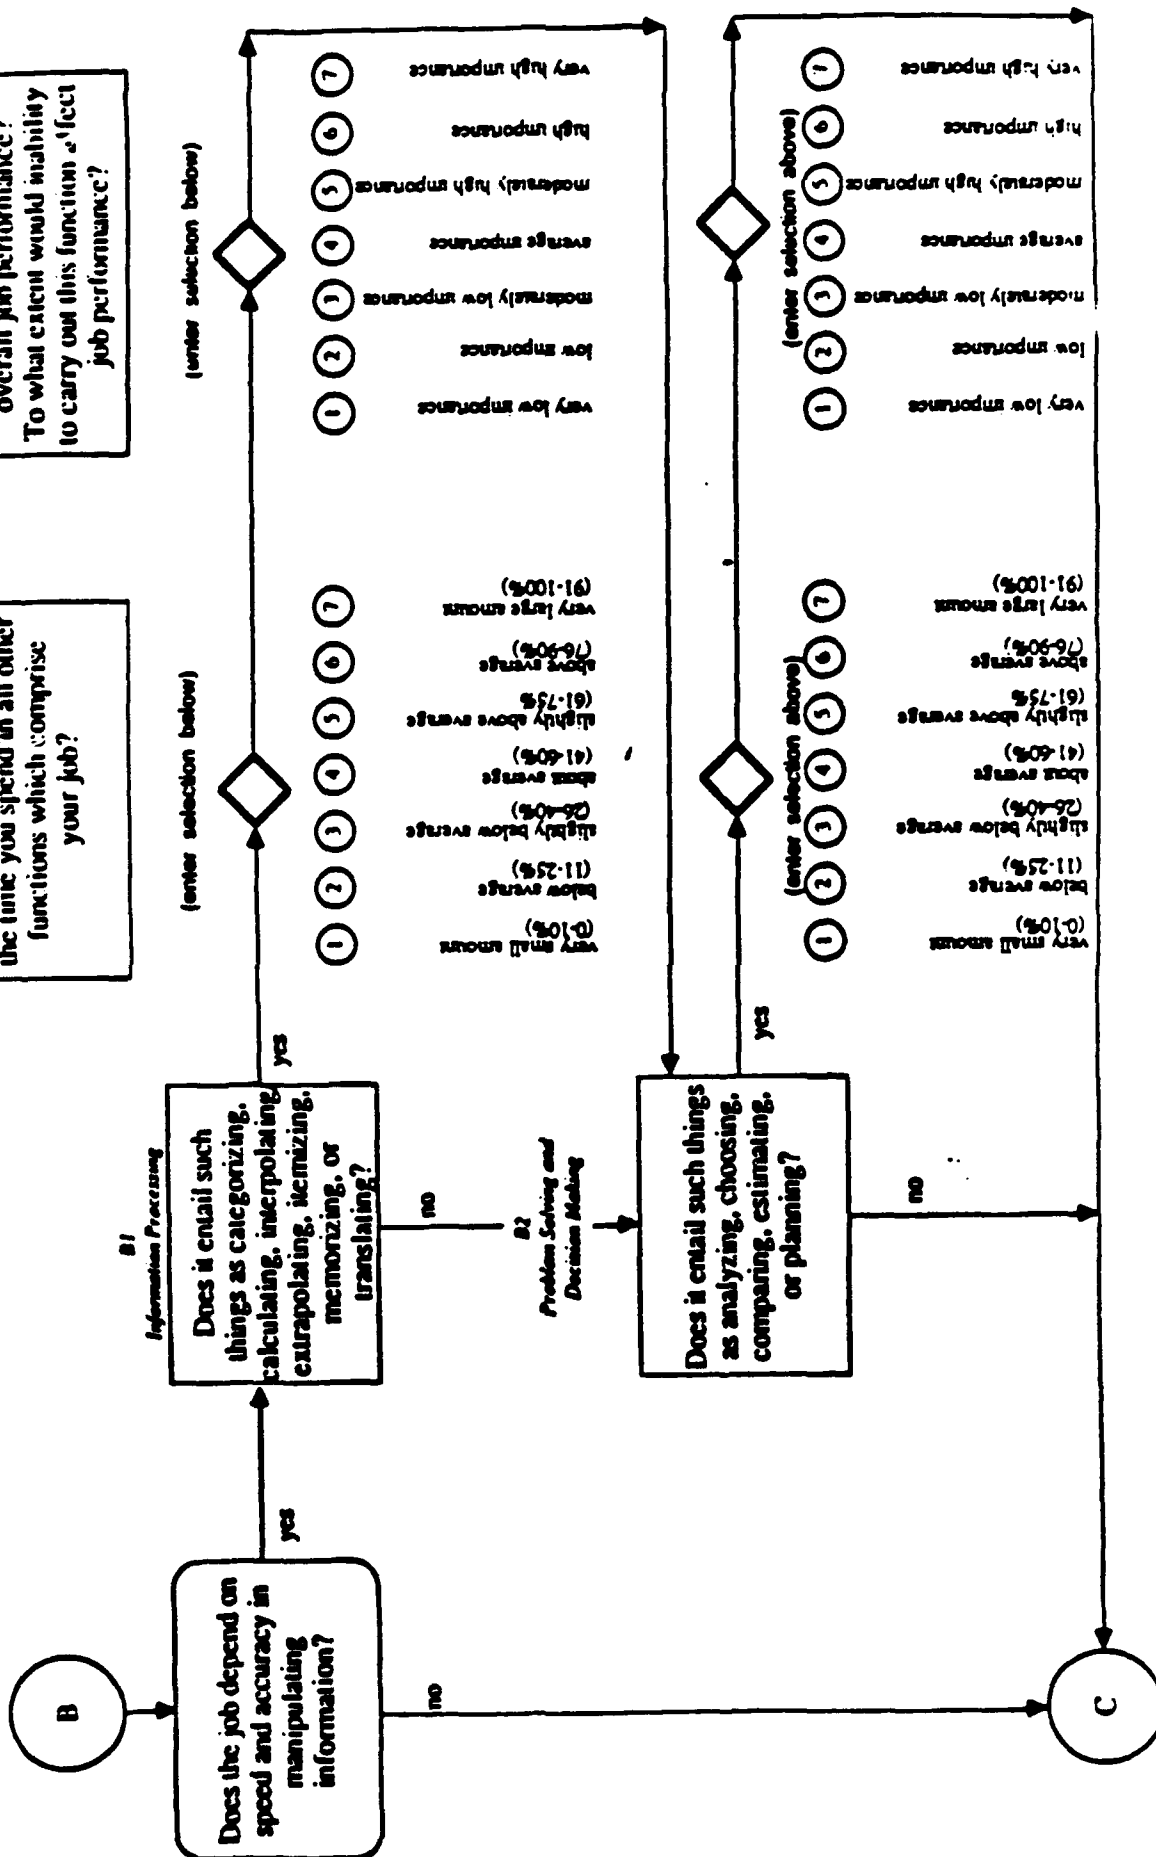 the time you spend in all other
functions which comprise
your job?
overall job performance?
To what extent would inability
to carry out this function effect
job performance?
B
Does the job depend on
speed and accuracy in
manipulating
information?
yes
no
B1
Information Processing
Does it entail such
things as categorizing,
calculating, interpolating
extrapolating, itemizing,
memorizing, or
translating?
yes
no
(enter selection below)
1 2 3 4 5 6 7
very small amount
(0-10%)
below average
(11-25%)
slightly below average
(26-40%)
about average
(41-60%)
slightly above average
(61-75%
above average
(76-90%)
very large amount
(91-100%)
(enter selection below)
1 2 3 4 5 6 7
very low importance
low importance
moderately low importance
average importance
moderately high importance
high importance
very high importance
B2
Problem Solving and
Decision Making
Does it entail such things
as analyzing, choosing,
comparing, estimating,
or planning?
yes
no
(enter selection above)
1 2 3 4 5 6 7
very small amount
(0-10%)
below average
(11-25%)
slightly below average
(26-40%)
about average
(41-60%)
slightly above average
(61-75%
above average
(76-90%)
very large amount
(91-100%)
(enter selection above)
1 2 3 4 5 6 7
very low importance
low importance
moderately low importance
average importance
moderately high importance
high importance
very high importance
C